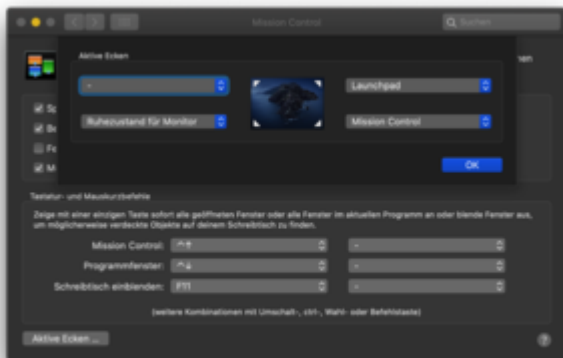 Mission Control
Suchen
Aktive Ecken
-
Launchpad
Ruhezustand für Monitor
Mission Control
OK
Tastatur- und Mauskurzbefehle
Zeige mit einer einzigen Taste sofort alle geöffneten Fenster oder alle Fenster im aktuellen Programm an oder blende Fenster aus,
um möglicherweise verdeckte Objekte auf deinem Schreibtisch zu finden.
Mission Control: ^↑ -
Programmfenster: ^↓ -
Schreibtisch einblenden: F11 -
(weitere Kombinationen mit Umschalt-, ctrl-, Wahl- oder Befehlstaste)
Aktive Ecken ... ?